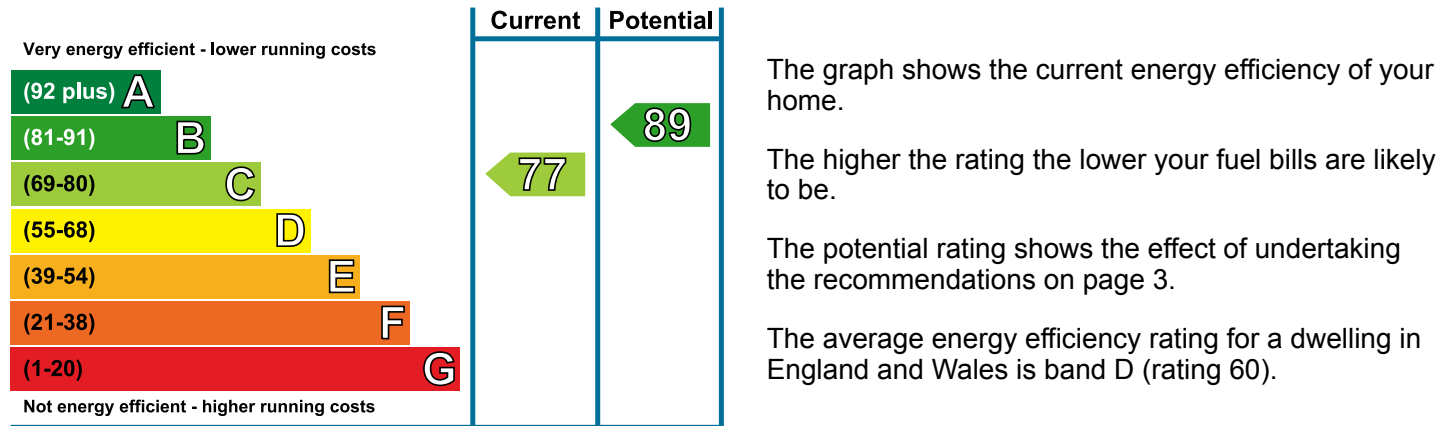 Current Potential
Very energy efficient - lower running costs
(92 plus) A
(81-91) B
(69-80) C
(55-68) D
(39-54) E
(21-38) F
(1-20) G
Not energy efficient - higher running costs
77
89
The graph shows the current energy efficiency of your
home.
The higher the rating the lower your fuel bills are likely
to be.
The potential rating shows the effect of undertaking
the recommendations on page 3.
The average energy efficiency rating for a dwelling in
England and Wales is band D (rating 60).